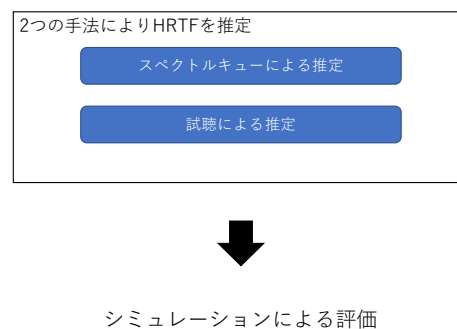 2つの手法によりHRTFを推定
スペクトルキューによる推定
試聴による推定
シミュレーションによる評価